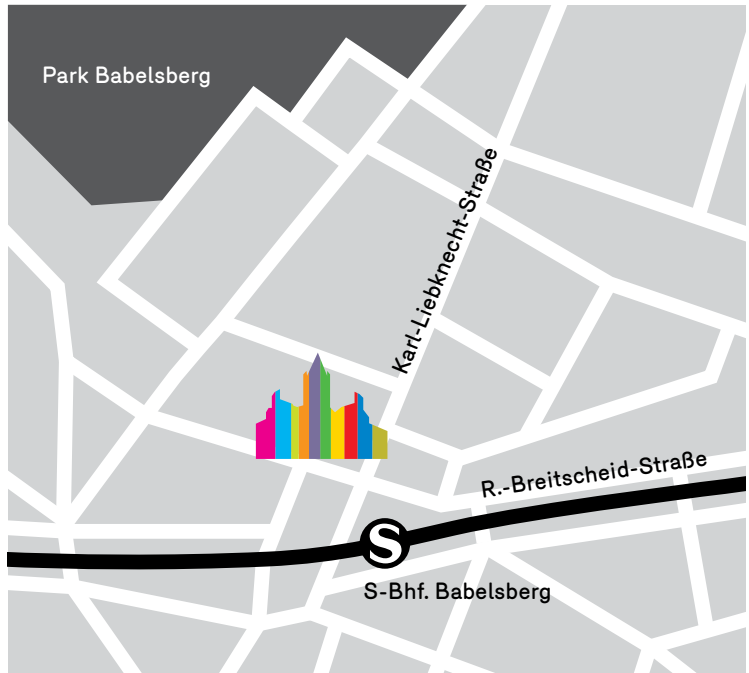 Park Babelsberg
Karl-Liebknecht-Straße
R.-Breitscheid-Straße
S
S-Bhf. Babelsberg